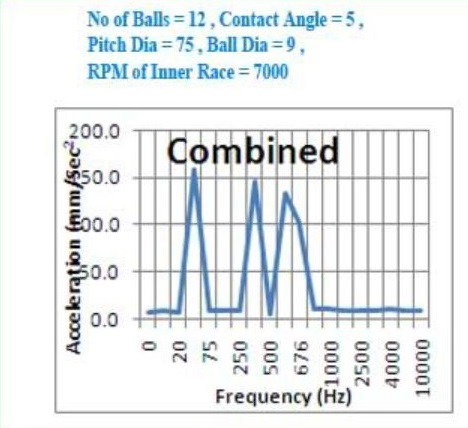 No of Balls = 12 , Contact Angle = 5 ,
Pitch Dia = 75 , Ball Dia = 9 ,
RPM of Inner Race = 7000
Combined
Acceleration (mm/sec²
200.0
50.0
00.0
50.0
0.0
0
20
75
250
500
676
1000
2500
4000
10000
Frequency (Hz)